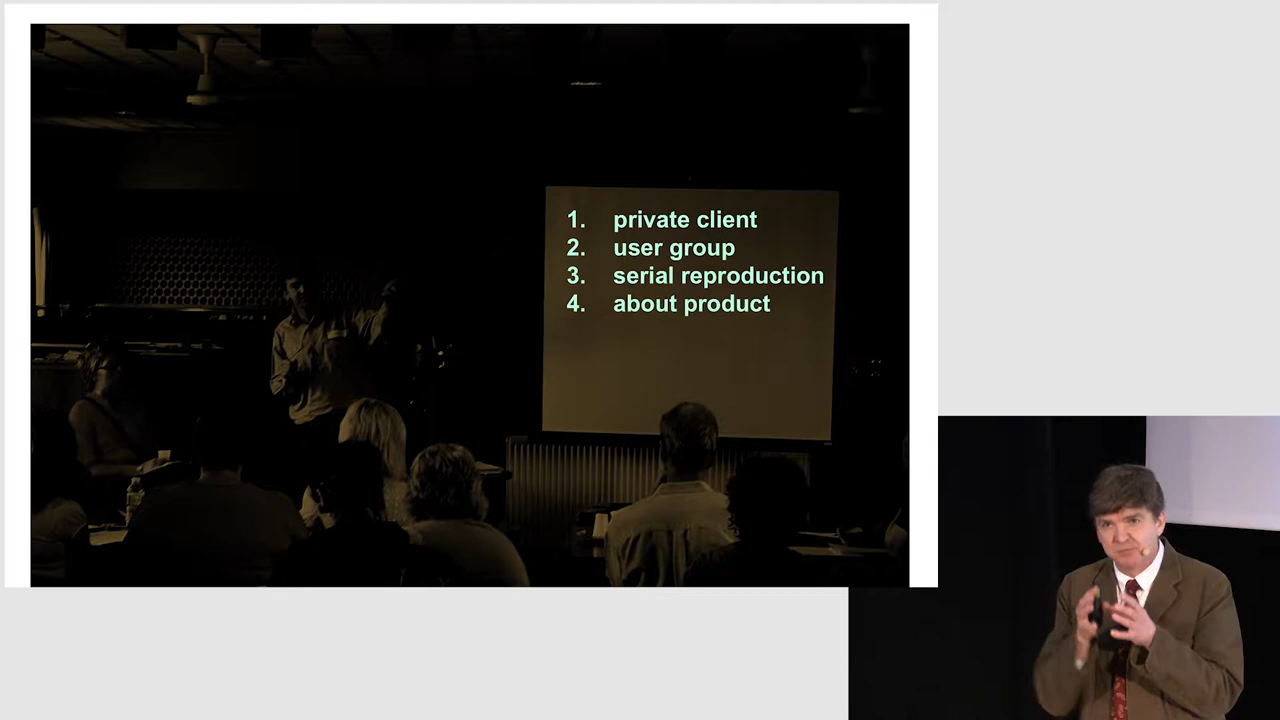 1. private client
2. user group
3. serial reproduction
4. about product